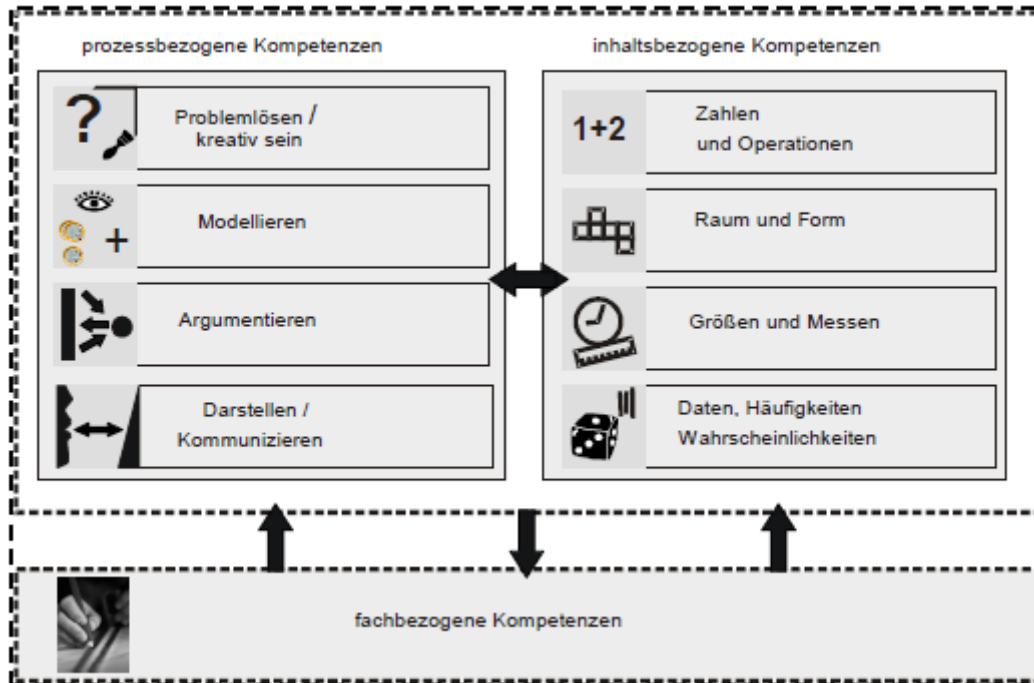 prozessbezogene Kompetenzen
Problemlösen /
kreativ sein
Modellieren
Argumentieren
Darstellen /
Kommunizieren
inhaltsbezogene Kompetenzen
1+2
Zahlen
und Operationen
Raum und Form
Größen und Messen
Daten, Häufigkeiten
Wahrscheinlichkeiten
fachbezogene Kompetenzen